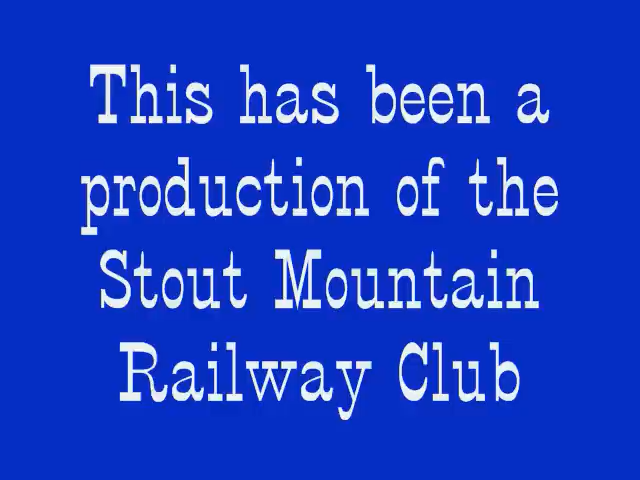 This has been a
production of the
Stout Mountain
Railway Club